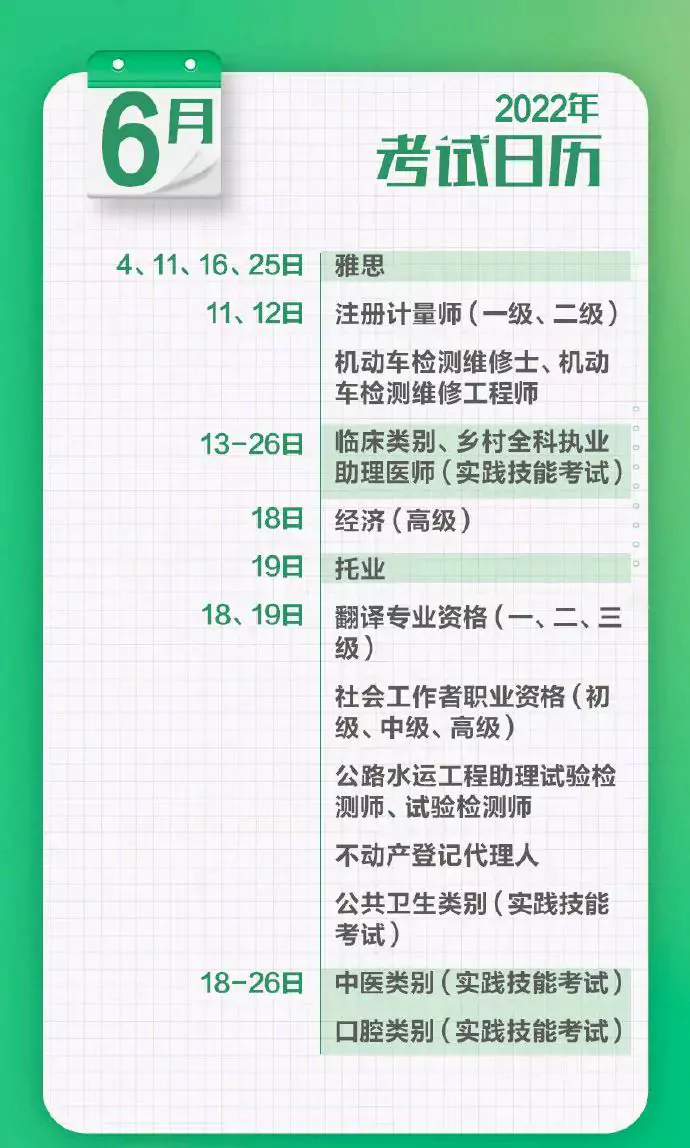 6月
2022年
考试日历
4、11、16、25日 雅思
11、12日 注册计量师(一级、二级)
机动车检测维修士、机动
车检测维修工程师
13-26日 临床类别、乡村全科执业
助理医师(实践技能考试)
18日 经济(高级)
19日 托业
18、19日 翻译专业资格(一、二、三
级)
社会工作者职业资格(初
级、中级、高级)
公路水运工程助理试验检
测师、试验检测师
不动产登记代理人
公共卫生类别(实践技能
考试)
18-26日 中医类别(实践技能考试)
口腔类别(实践技能考试)